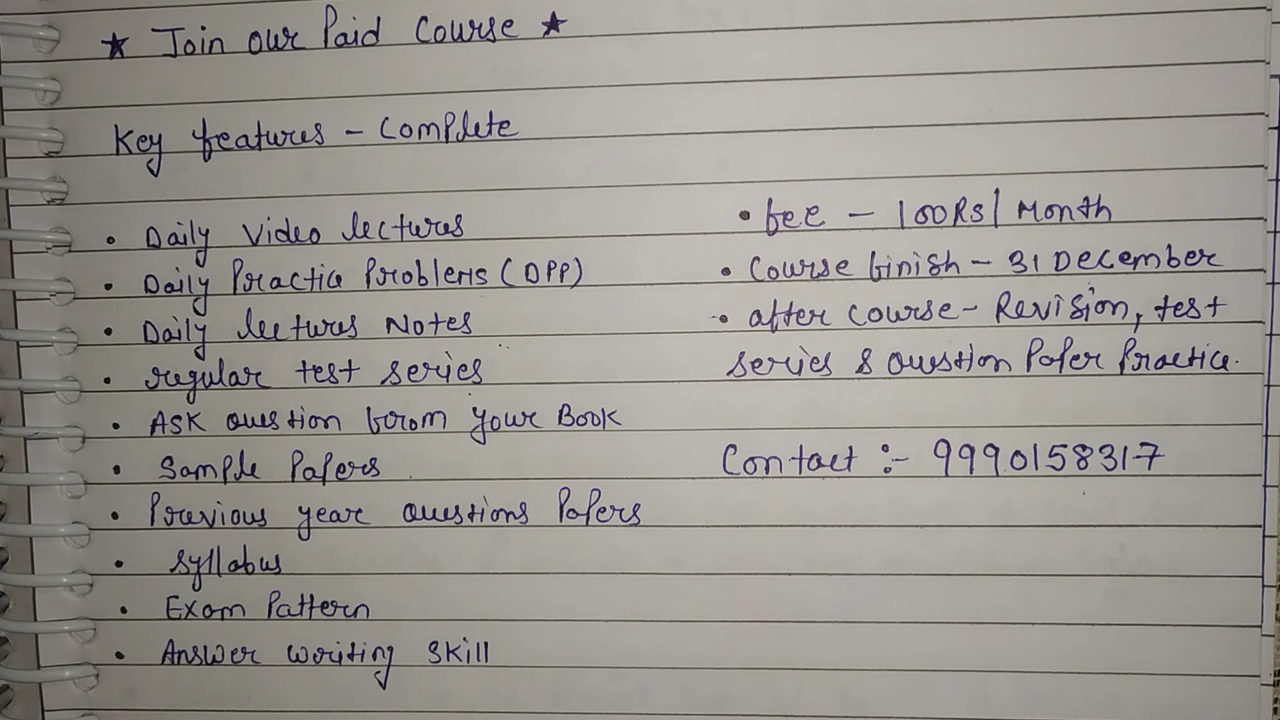 ★ Join our Paid Course ★
Key features - Complete
• Daily Video lectures
• Daily Practice Problems (DPP)
• Daily lectures Notes
• regular test series
• ASK question from your Book
• Sample Papers
• Previous year questions Papers
• Syllabus
• Exam Pattern
• Answer writing skill
• fee - 100RS/Month
• Course finish - 31 December
• after course - Revision, test
series & question Paper Practice.
Contact :- 9990158317